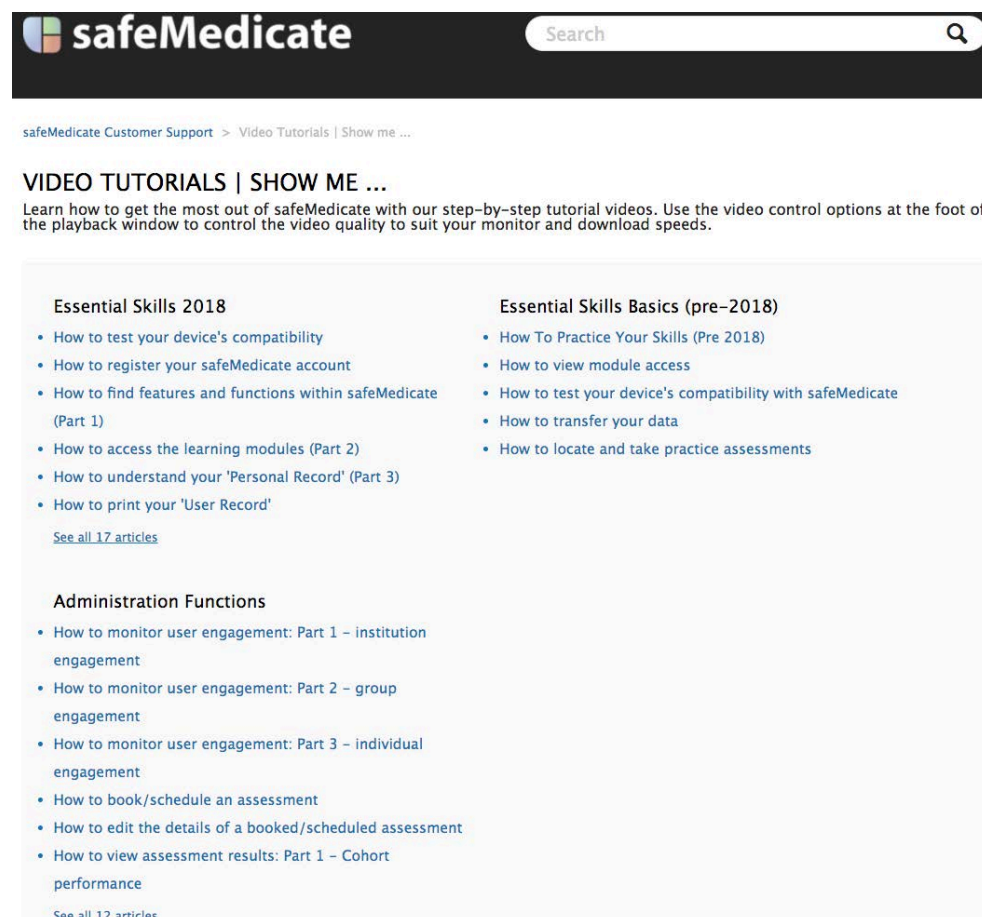 safeMedicate
Search
safeMedicate Customer Support > Video Tutorials | Show me ...
VIDEO TUTORIALS | SHOW ME ...
Learn how to get the most out of safeMedicate with our step-by-step tutorial videos. Use the video control options at the foot of
the playback window to control the video quality to suit your monitor and download speeds.
Essential Skills 2018
• How to test your device's compatibility
• How to register your safeMedicate account
• How to find features and functions within safeMedicate
(Part 1)
• How to access the learning modules (Part 2)
• How to understand your 'Personal Record' (Part 3)
• How to print your 'User Record'
See all 17 articles
Essential Skills Basics (pre-2018)
• How To Practice Your Skills (Pre 2018)
• How to view module access
• How to test your device's compatibility with safeMedicate
• How to transfer your data
• How to locate and take practice assessments
Administration Functions
• How to monitor user engagement: Part 1 – institution
engagement
• How to monitor user engagement: Part 2 – group
engagement
• How to monitor user engagement: Part 3 – individual
engagement
• How to book/schedule an assessment
• How to edit the details of a booked/scheduled assessment
• How to view assessment results: Part 1 – Cohort
performance
See all 12 articles